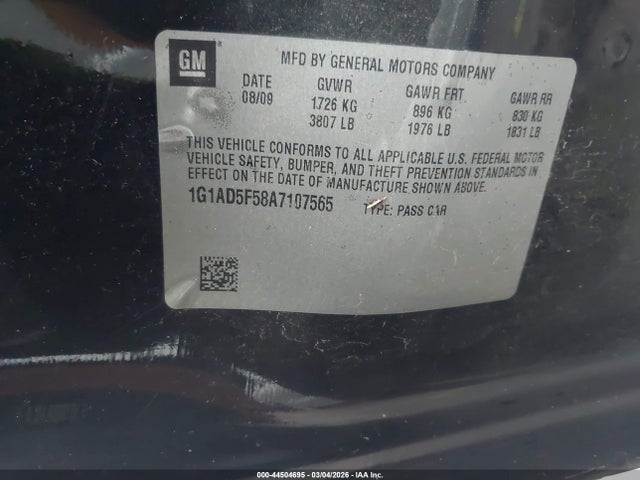 GM
MFD BY GENERAL MOTORS COMPANY
DATE GVWR GAWR FRT GAWR RR
08/09 1726 KG 896 KG 830 KG
3807 LB 1976 LB 1831 LB
THIS VEHICLE CONFORMS TO ALL APPLICABLE U.S. FEDERAL MOTOR
VEHICLE SAFETY, BUMPER, AND THEFT PREVENTION STANDARDS IN
EFFECT ON THE DATE OF MANUFACTURE SHOWN ABOVE.
1G1AD5F58A7107565 TYPE: PASS CAR
000-44504695 - 03/04/2026 - IAAI Inc.